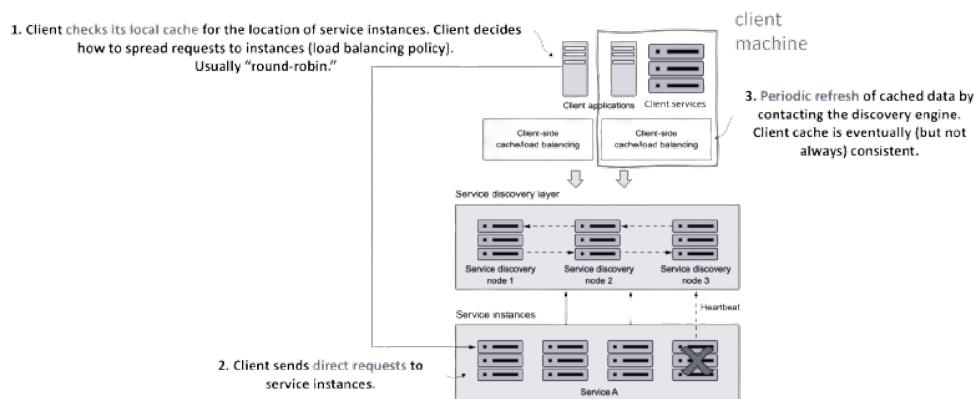 client
machine
1. Client checks its local cache for the location of service instances. Client decides
how to spread requests to instances (load balancing policy).
Usually “round-robin.”
Client applications
Client services
3. Periodic refresh of cached data by
contacting the discovery engine.
Client cache is eventually (but not
always) consistent.
Client-side
cache/load balancing
Client-side
cache/load balancing
Service discovery layer
Service discovery
node 1
Service discovery
node 2
Service discovery
node 3
Heartbeat
Service instances
2. Client sends direct requests to
service instances.
Service A